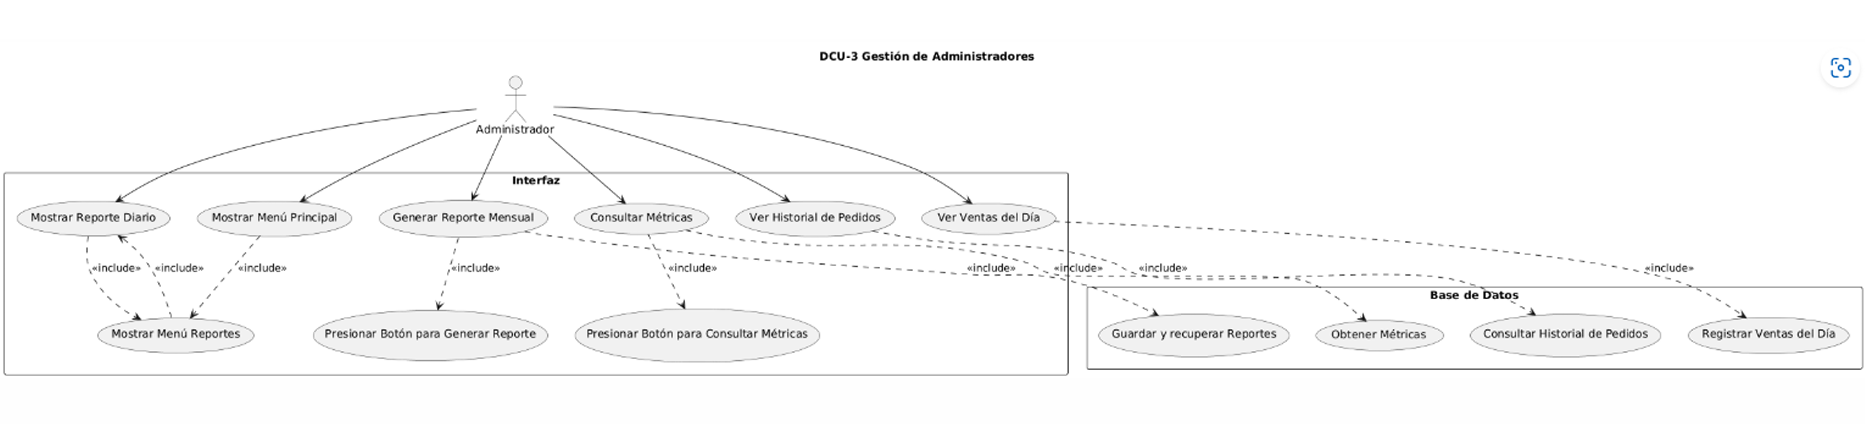 DCU-3 Gestión de Administradores
Administrador
Interfaz
Mostrar Reporte Diario
Mostrar Menú Principal
Generar Reporte Mensual
Consultar Métricas
Ver Historial de Pedidos
Ver Ventas del Día
«include»
«include»
«include»
«include»
«include»
«include»
«include»
«include»
«include»
Base de Datos
Mostrar Menú Reportes
Presionar Botón para Generar Reporte
Presionar Botón para Consultar Métricas
Guardar y recuperar Reportes
Obtener Métricas
Consultar Historial de Pedidos
Registrar Ventas del Día